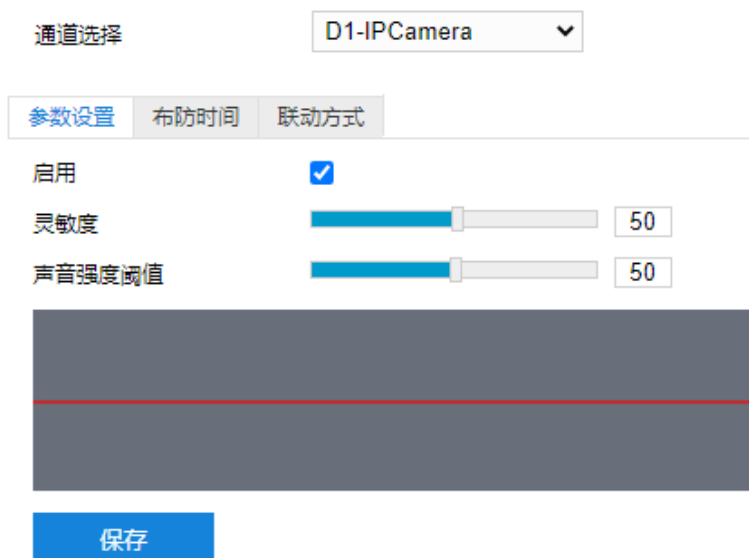 通道选择 D1-IPCamera
参数设置 布防时间 联动方式
启用
灵敏度 50
声音强度阈值 50
保存